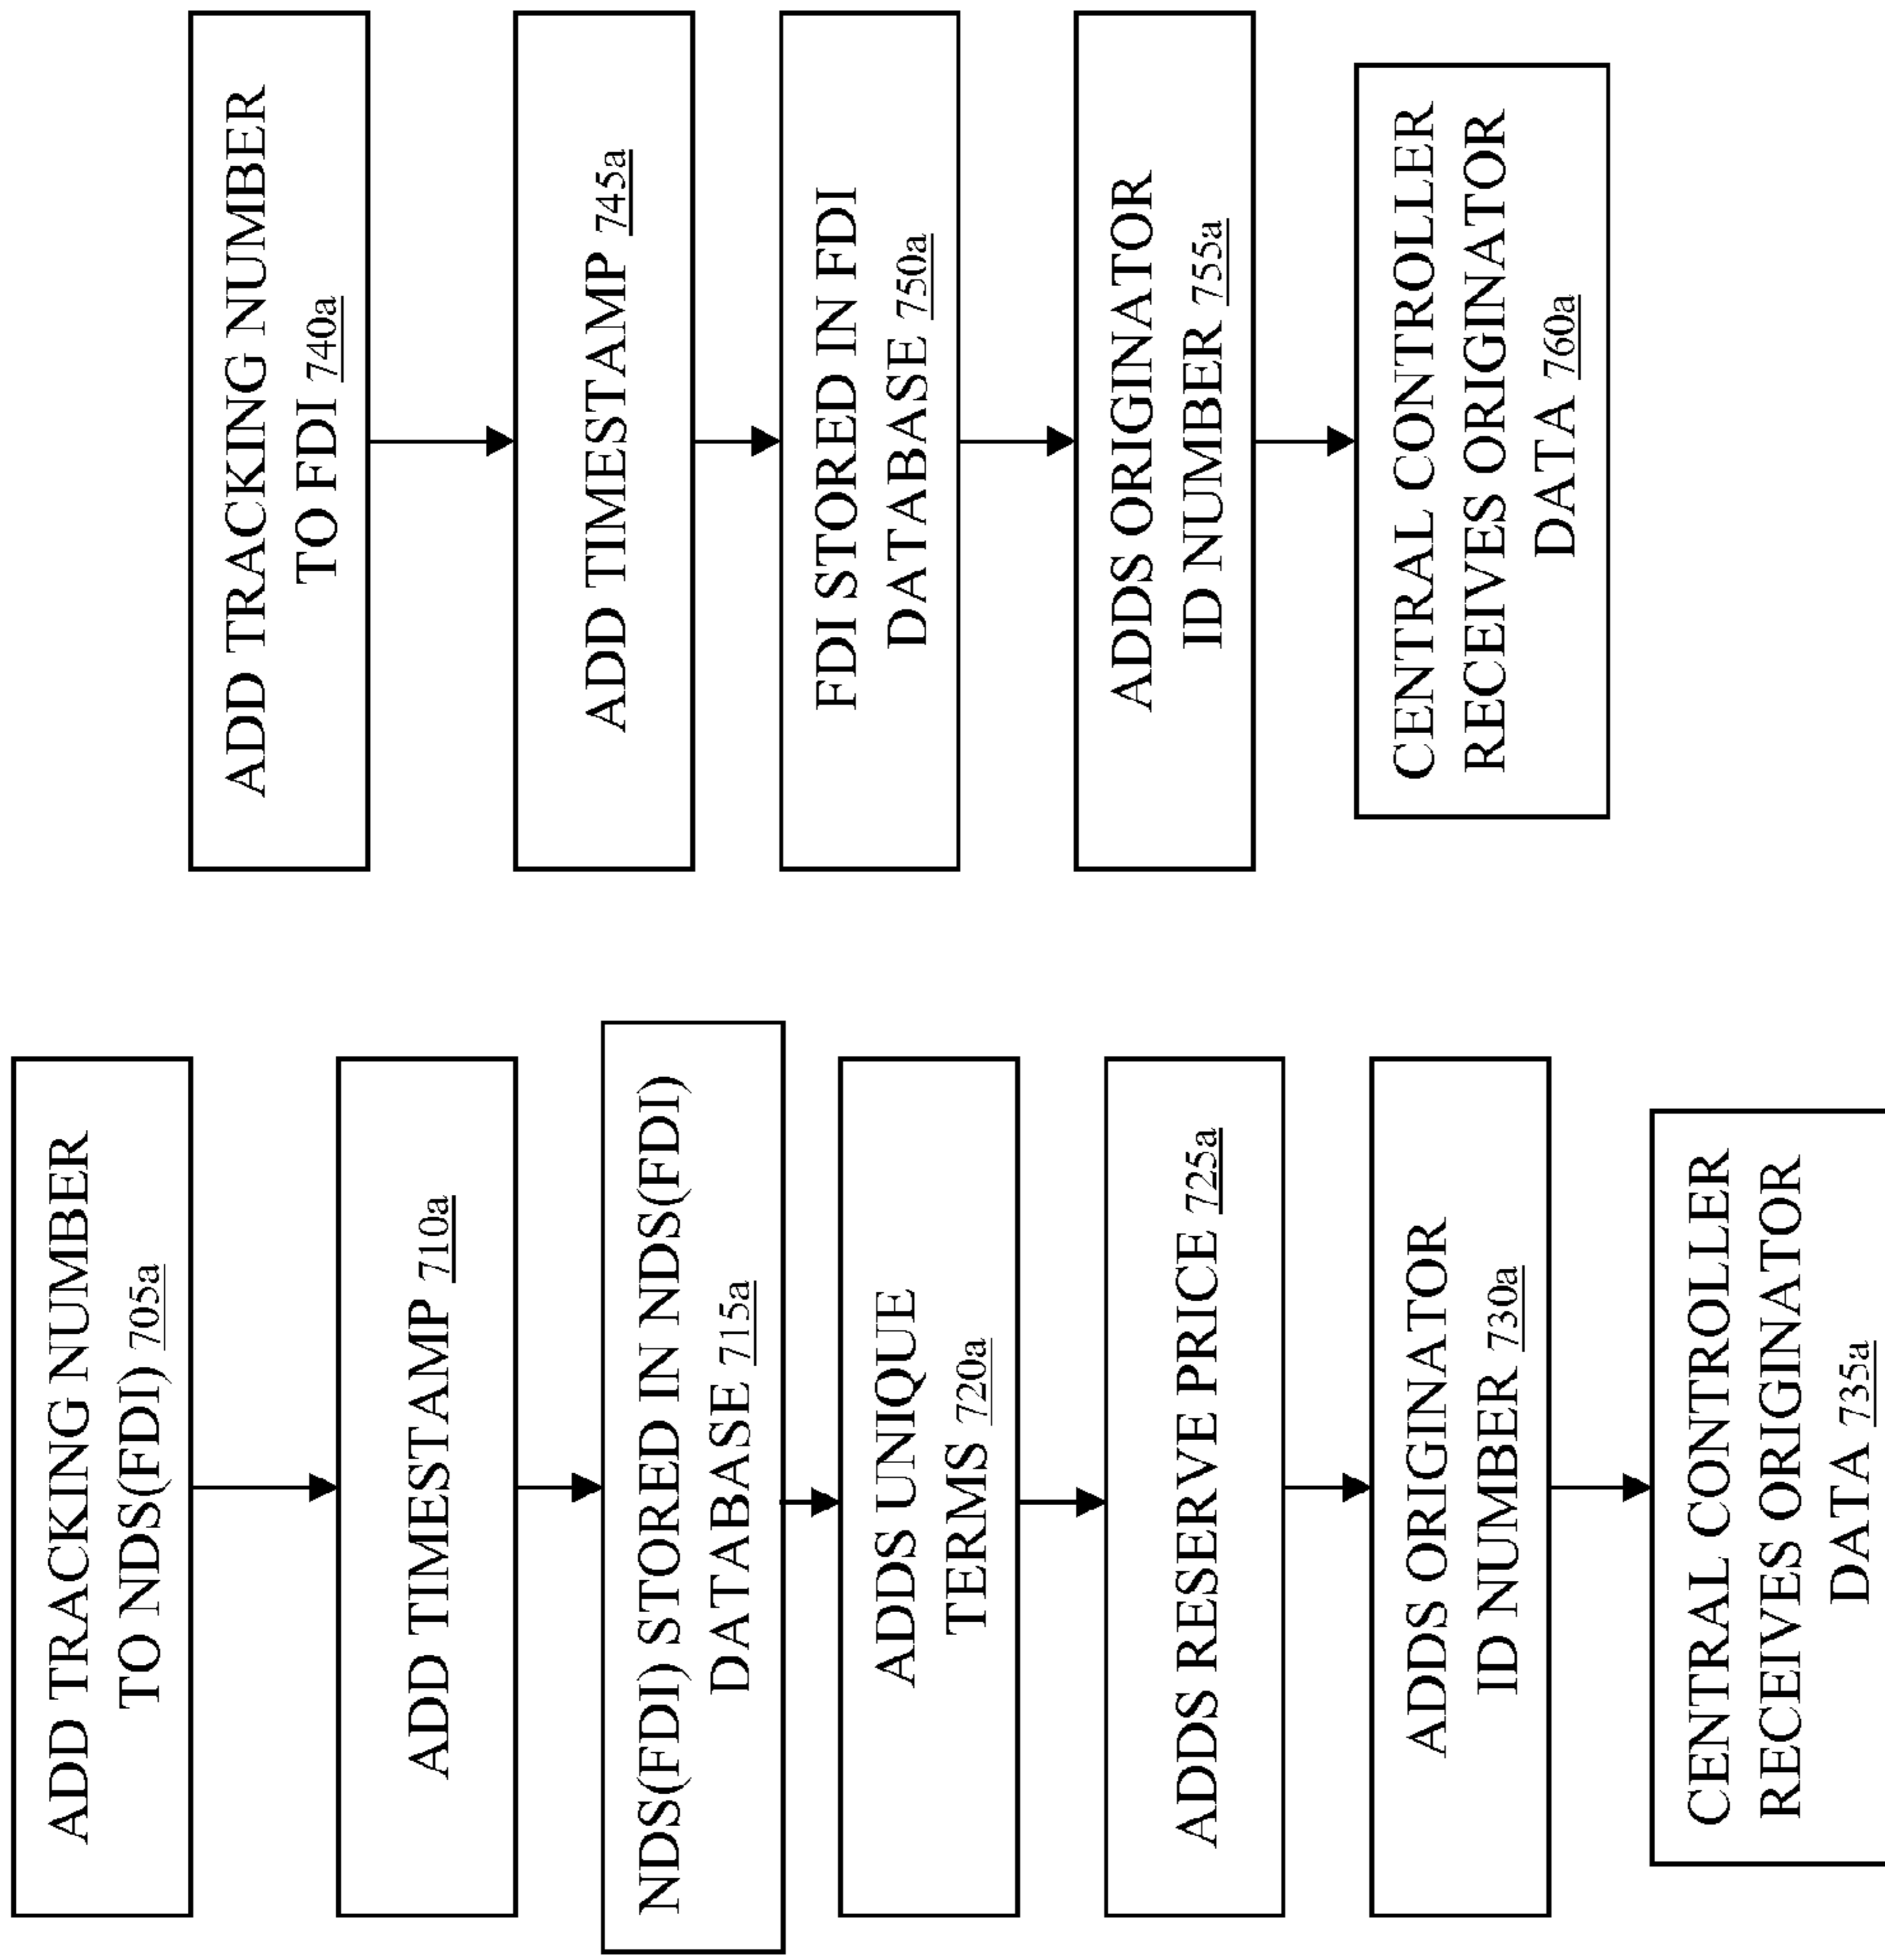 ADD TRACKING NUMBER
TO NDS(FDI) 705a
ADD TIMESTAMP 710a
NDS(FDI) STORED IN NDS(FDI)
DATABASE 715a
ADDS UNIQUE
TERMS 720a
ADDS RESERVE PRICE 725a
ADDS ORIGINATOR
ID NUMBER 730a
CENTRAL CONTROLLER
RECEIVES ORIGINATOR
DATA 735a
ADD TRACKING NUMBER
TO FDI 740a
ADD TIMESTAMP 745a
FDI STORED IN FDI
DATABASE 750a
ADDS ORIGINATOR
ID NUMBER 755a
CENTRAL CONTROLLER
RECEIVES ORIGINATOR
DATA 760a